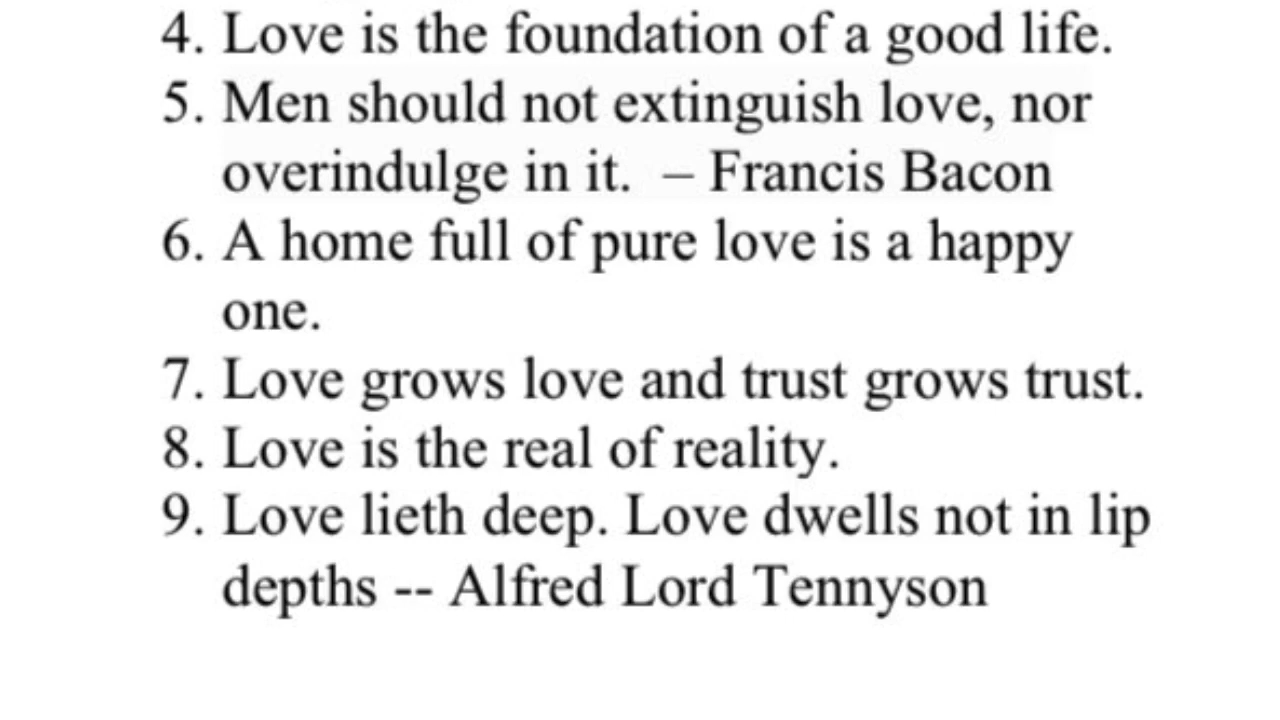 4. Love is the foundation of a good life.
5. Men should not extinguish love, nor
overindulge in it.  – Francis Bacon
6. A home full of pure love is a happy
one.
7. Love grows love and trust grows trust.
8. Love is the real of reality.
9. Love lieth deep. Love dwells not in lip
depths -- Alfred Lord Tennyson